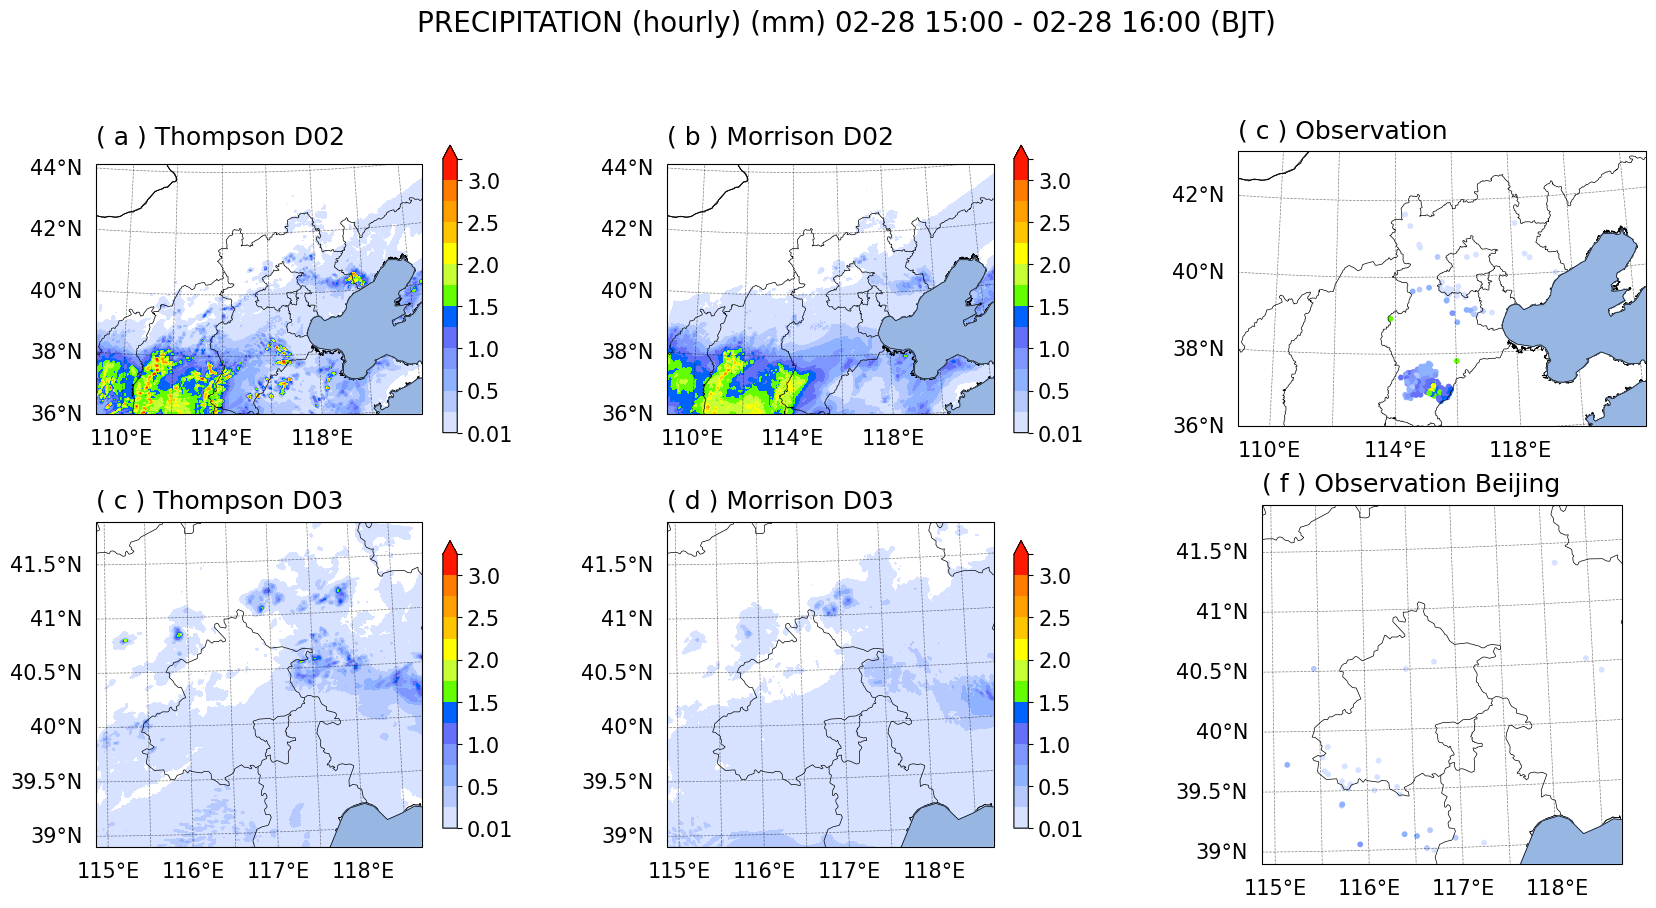 PRECIPITATION (hourly) (mm) 02-28 15:00 - 02-28 16:00 (BJT)
( a ) Thompson D02
44°N
42°N
40°N
38°N
36°N
110°E 114°E 118°E
3.0
2.5
2.0
1.5
1.0
0.5
0.01
( b ) Morrison D02
44°N
42°N
40°N
38°N
36°N
110°E 114°E 118°E
3.0
2.5
2.0
1.5
1.0
0.5
0.01
( c ) Observation
42°N
40°N
38°N
36°N
110°E 114°E 118°E
( c ) Thompson D03
41.5°N
41°N
40.5°N
40°N
39.5°N
39°N
115°E 116°E 117°E 118°E
3.0
2.5
2.0
1.5
1.0
0.5
0.01
( d ) Morrison D03
41.5°N
41°N
40.5°N
40°N
39.5°N
39°N
115°E 116°E 117°E 118°E
3.0
2.5
2.0
1.5
1.0
0.5
0.01
( f ) Observation Beijing
41.5°N
41°N
40.5°N
40°N
39.5°N
39°N
115°E 116°E 117°E 118°E